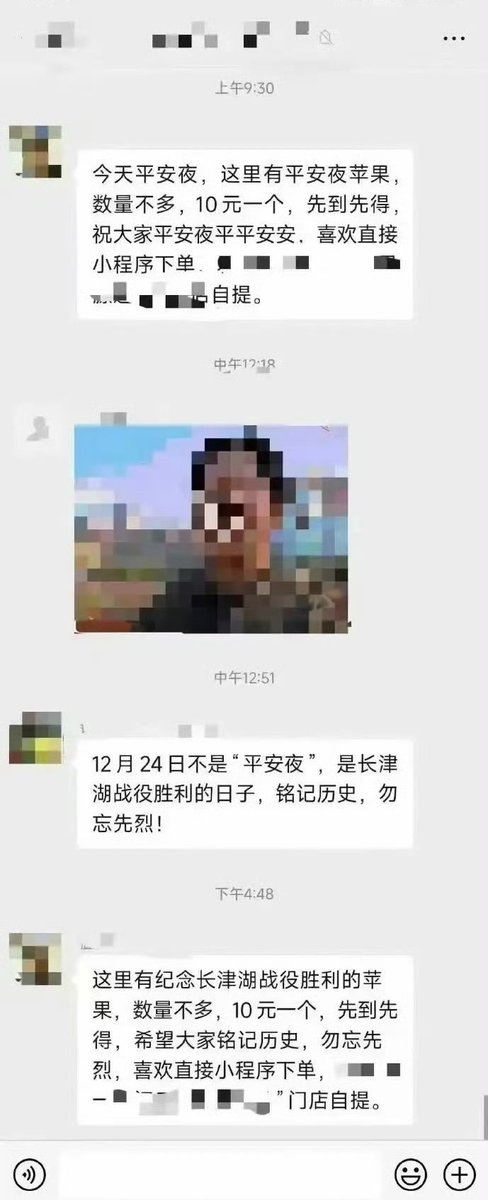 上午9:30
今天平安夜，这里有平安夜苹果，
数量不多，10元一个，先到先得，
祝大家平安夜平平安安．喜欢直接
小程序下单．
店自提。
中午12:18
中午12:51
12月24日不是“平安夜”，是长津
湖战役胜利的日子，铭记历史，勿
忘先烈！
下午4:48
这里有纪念长津湖战役胜利的苹
果，数量不多，10元一个，先到先
得，希望大家铭记历史，勿忘先
烈，喜欢直接小程序下单，
”门店自提。